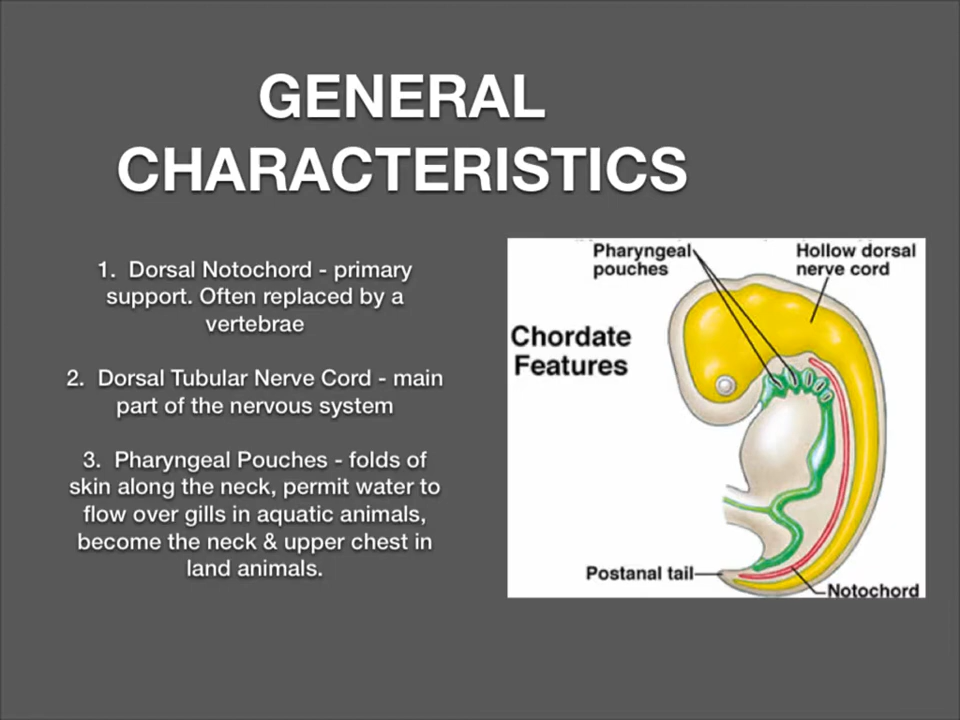 GENERAL
CHARACTERISTICS
1. Dorsal Notochord - primary
support. Often replaced by a
vertebrae
2. Dorsal Tubular Nerve Cord - main
part of the nervous system
3. Pharyngeal Pouches - folds of
skin along the neck, permit water to
flow over gills in aquatic animals,
become the neck & upper chest in
land animals.
Pharyngeal
pouches
Hollow dorsal
nerve cord
Chordate
Features
Postanal tail
Notochord